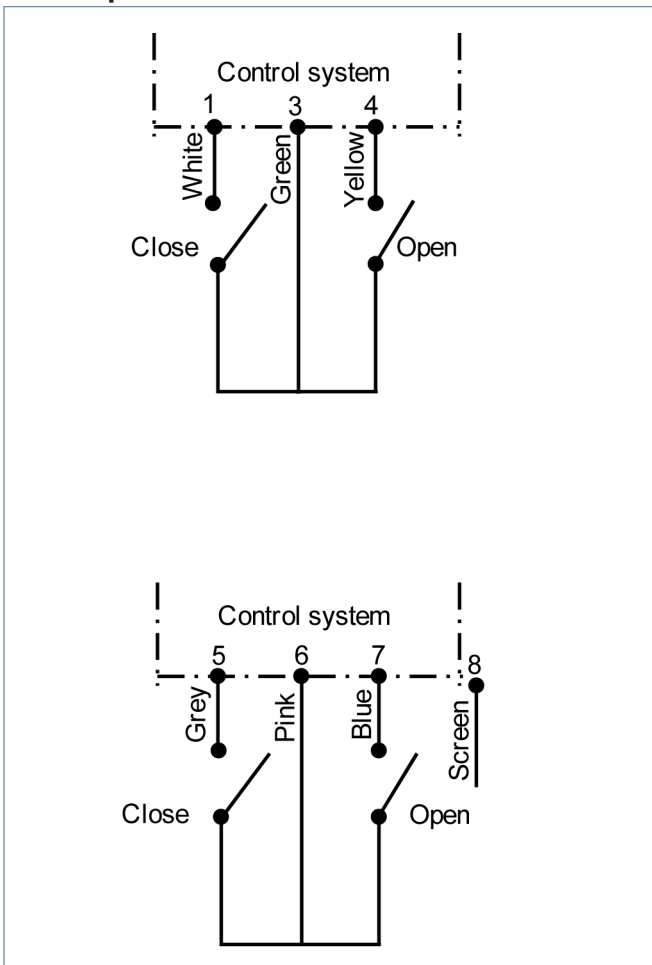 Control system
1 3 4
White Green Yellow
Close Open
Control system
5 6 7 8
Grey Pink Blue Screen
Close Open